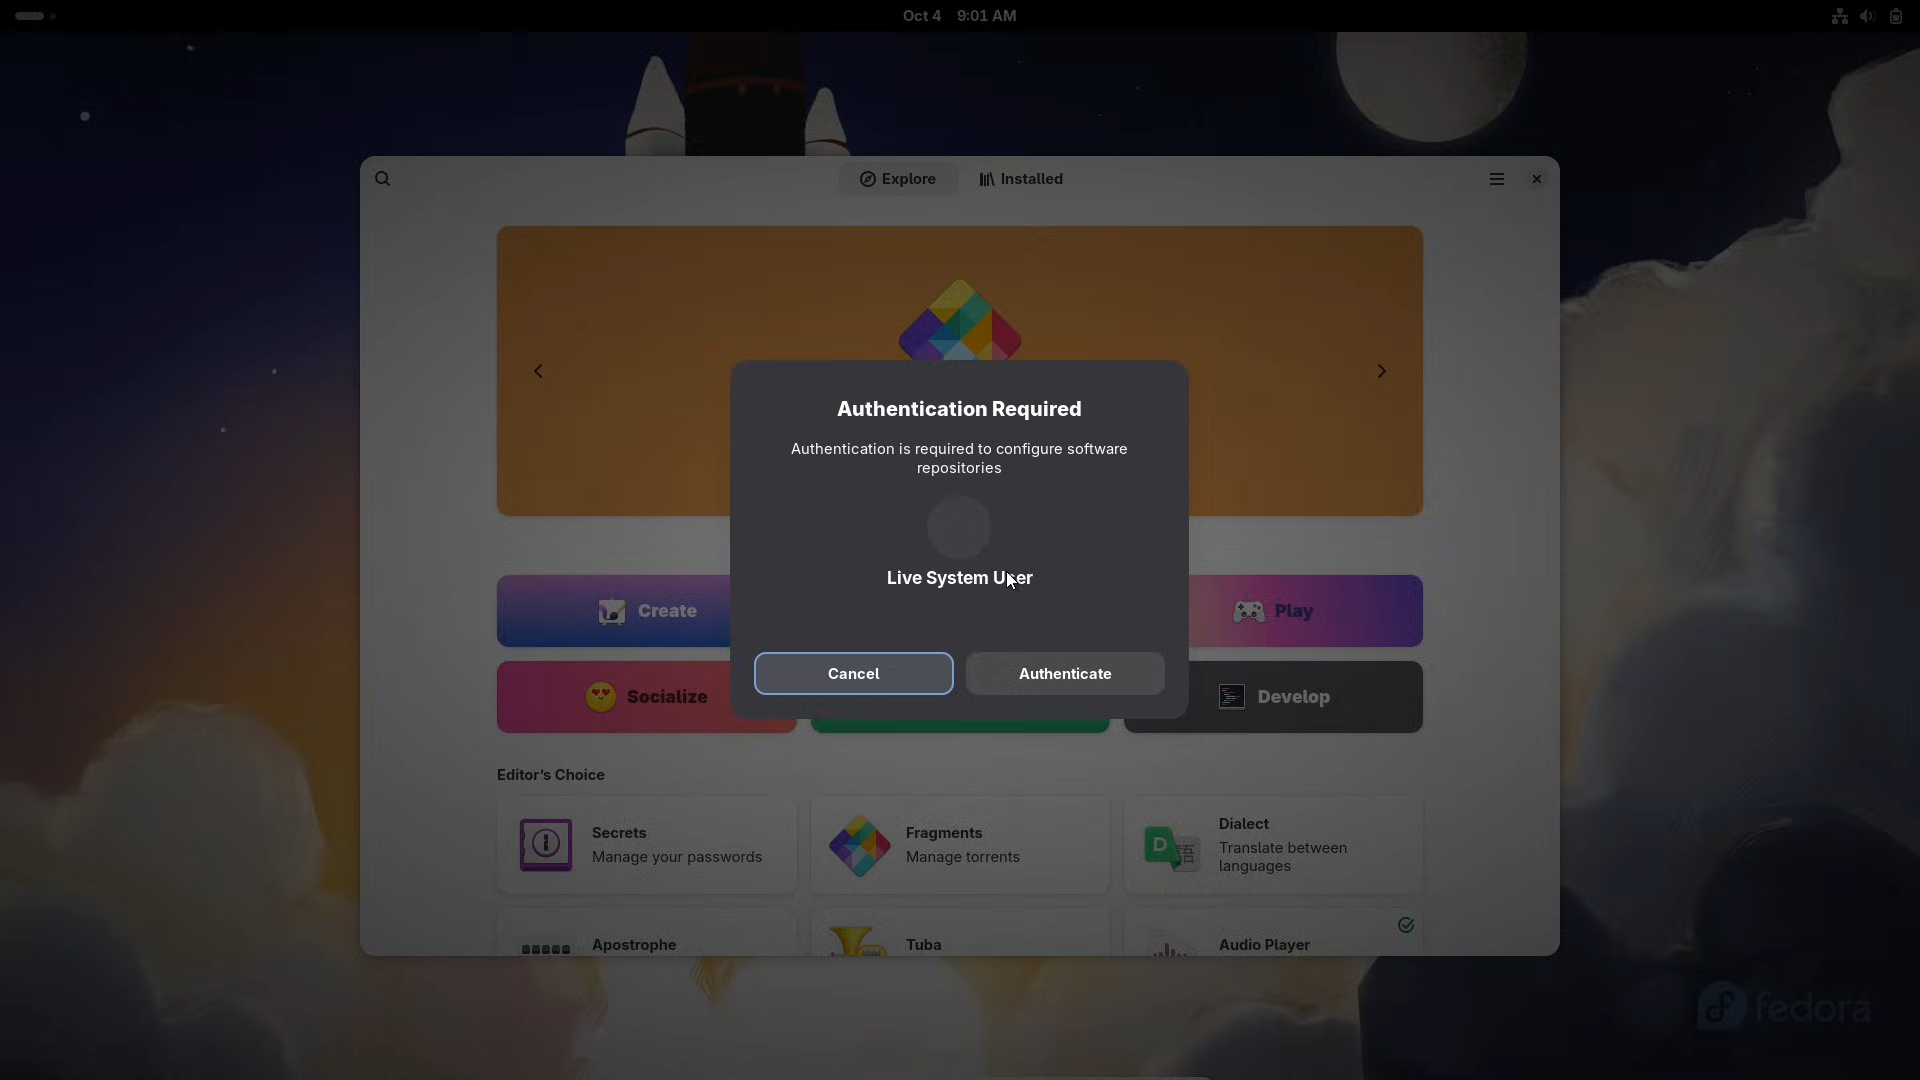 Oct 4 9:01 AM
Explore
Installed
Authentication Required
Authentication is required to configure software
repositories
Live System User
Cancel
Authenticate
Create
Play
Socialize
Develop
Editor's Choice
Secrets
Manage your passwords
Fragments
Manage torrents
Dialect
Translate between
languages
Apostrophe
Tuba
Audio Player
fedora